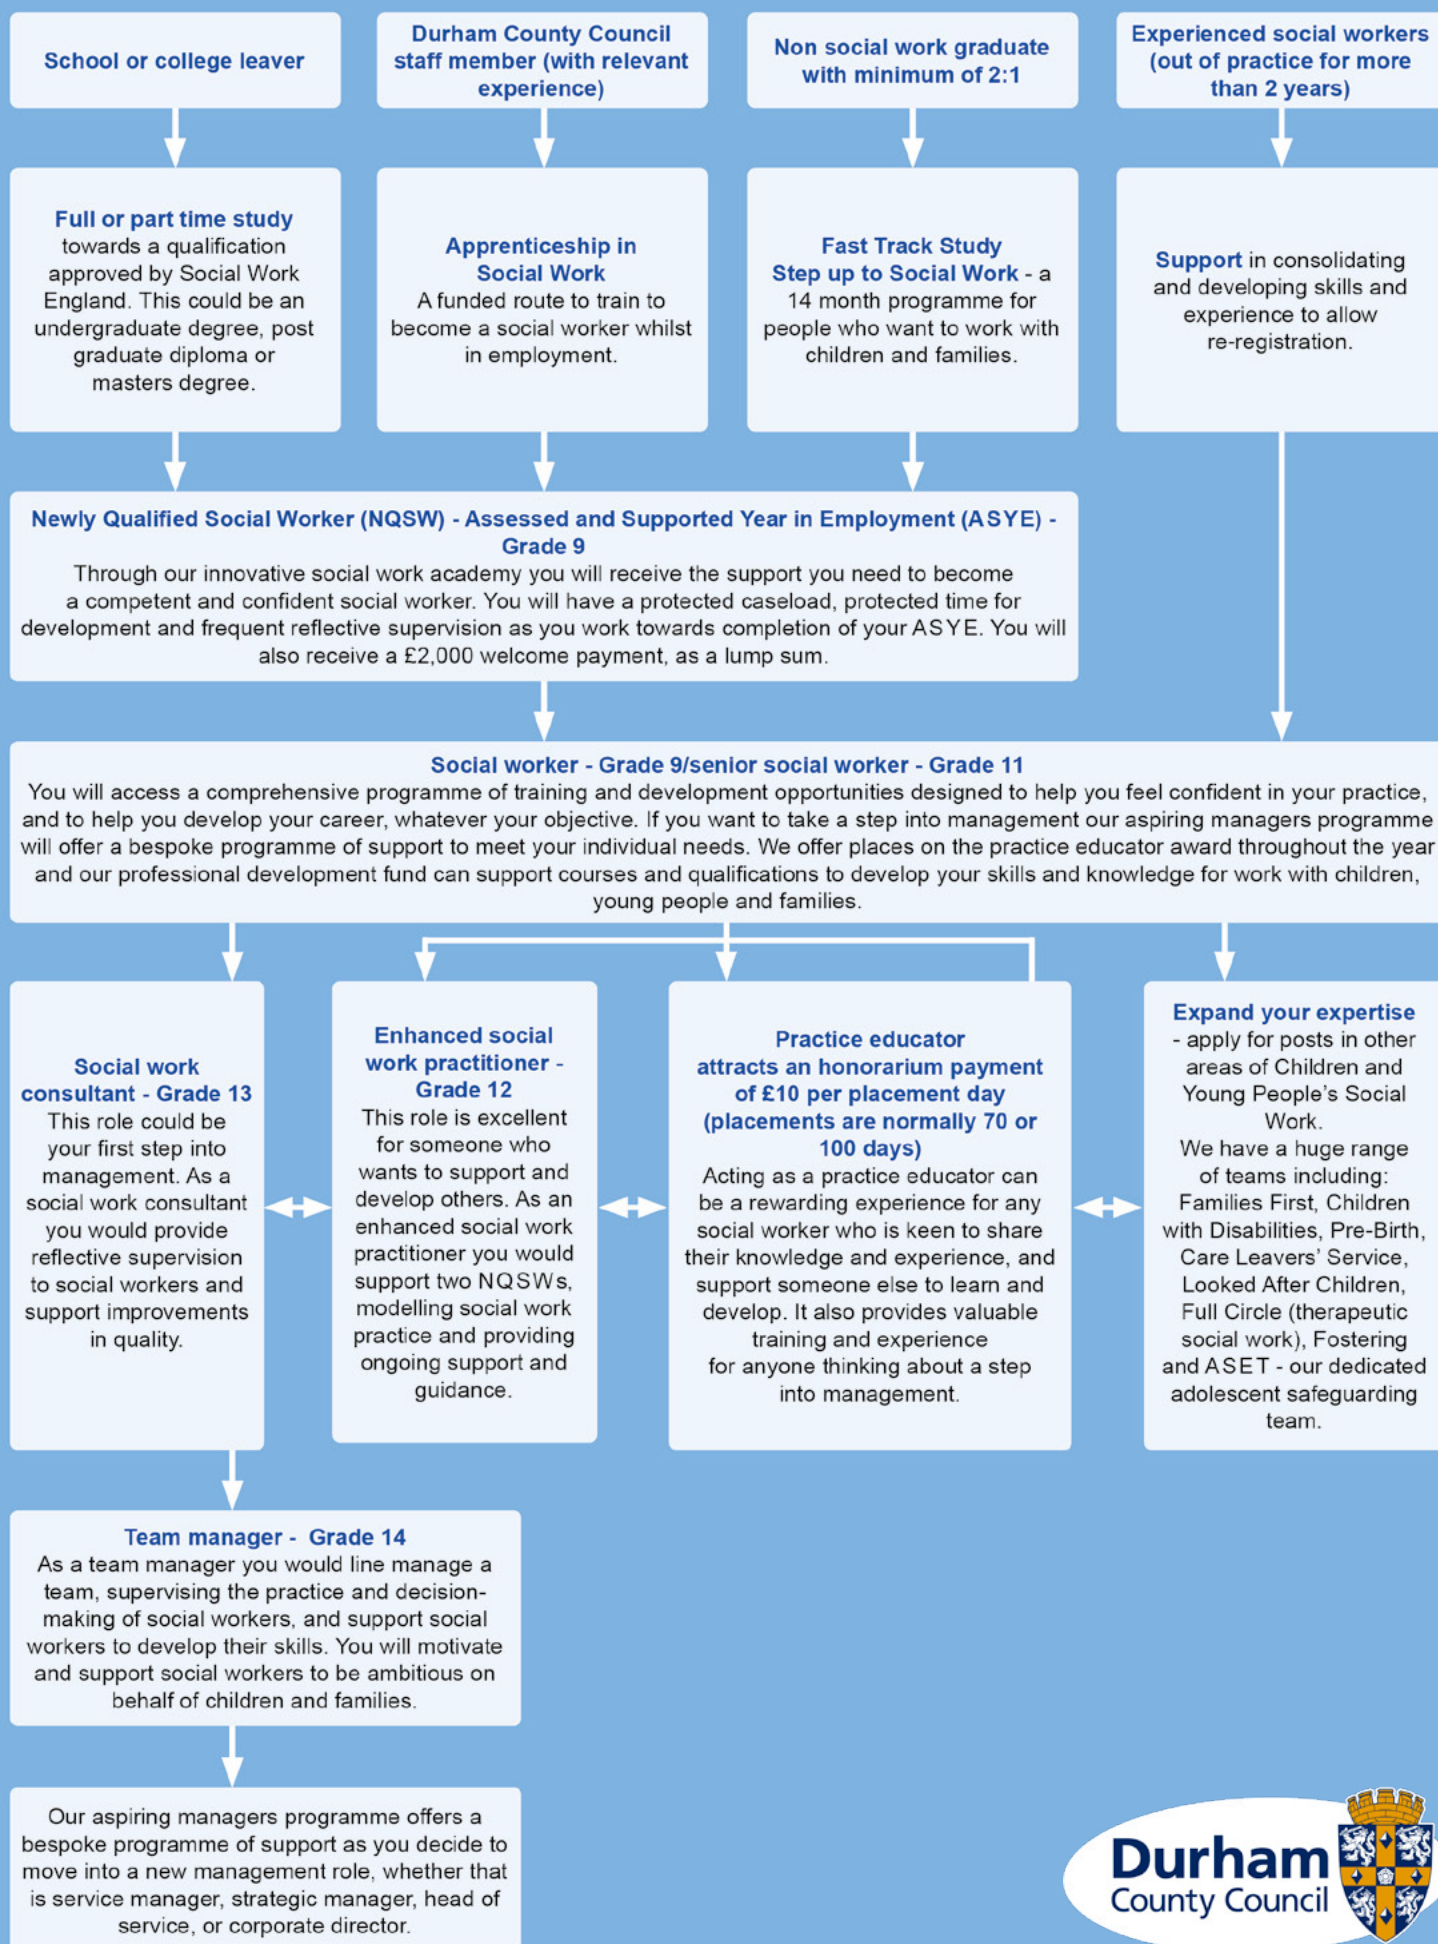 School or college leaver
Durham County Council
staff member (with relevant
experience)
Non social work graduate
with minimum of 2:1
Experienced social workers
(out of practice for more
than 2 years)
Full or part time study
towards a qualification
approved by Social Work
England. This could be an
undergraduate degree, post
graduate diploma or
masters degree.
Apprenticeship in
Social Work
A funded route to train to
become a social worker whilst
in employment.
Fast Track Study
Step up to Social Work - a
14 month programme for
people who want to work with
children and families.
Support in consolidating
and developing skills and
experience to allow
re-registration.
Newly Qualified Social Worker (NQSW) - Assessed and Supported Year in Employment (ASYE) -
Grade 9
Through our innovative social work academy you will receive the support you need to become
a competent and confident social worker. You will have a protected caseload, protected time for
development and frequent reflective supervision as you work towards completion of your ASYE. You will
also receive a £2,000 welcome payment, as a lump sum.
Social worker - Grade 9/senior social worker - Grade 11
You will access a comprehensive programme of training and development opportunities designed to help you feel confident in your practice,
and to help you develop your career, whatever your objective. If you want to take a step into management our aspiring managers programme
will offer a bespoke programme of support to meet your individual needs. We offer places on the practice educator award throughout the year
and our professional development fund can support courses and qualifications to develop your skills and knowledge for work with children,
young people and families.
Social work
consultant - Grade 13
This role could be
your first step into
management. As a
social work consultant
you would provide
reflective supervision
to social workers and
support improvements
in quality.
Enhanced social
work practitioner -
Grade 12
This role is excellent
for someone who
wants to support and
develop others. As an
enhanced social work
practitioner you would
support two NQSWs,
modelling social work
practice and providing
ongoing support and
guidance.
Practice educator
attracts an honorarium payment
of £10 per placement day
(placements are normally 70 or
100 days)
Acting as a practice educator can
be a rewarding experience for any
social worker who is keen to share
their knowledge and experience, and
support someone else to learn and
develop. It also provides valuable
training and experience
for anyone thinking about a step
into management.
Expand your expertise
- apply for posts in other
areas of Children and
Young People's Social
Work.
We have a huge range
of teams including:
Families First, Children
with Disabilities, Pre-Birth,
Care Leavers' Service,
Looked After Children,
Full Circle (therapeutic
social work), Fostering
and ASET - our dedicated
adolescent safeguarding
team.
Team manager - Grade 14
As a team manager you would line manage a
team, supervising the practice and decision-
making of social workers, and support social
workers to develop their skills. You will motivate
and support social workers to be ambitious on
behalf of children and families.
Our aspiring managers programme offers a
bespoke programme of support as you decide to
move into a new management role, whether that
is service manager, strategic manager, head of
service, or corporate director.
Durham
County Council